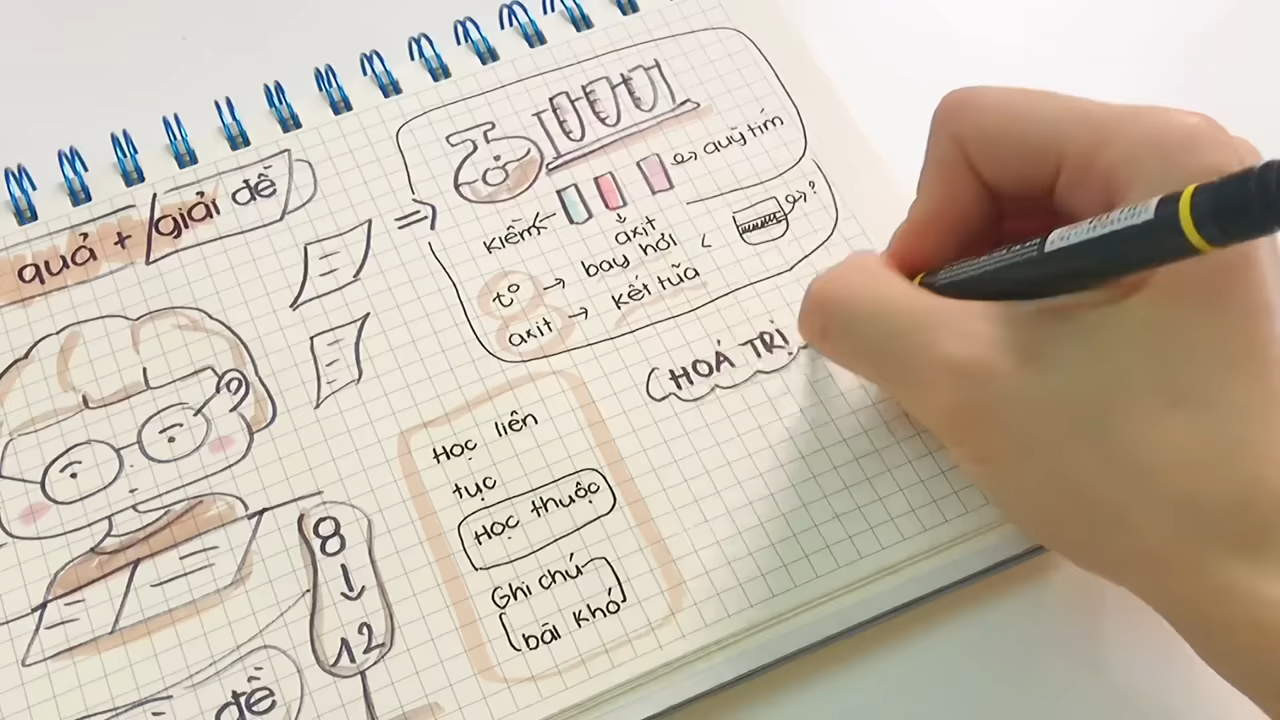 quả + giải đề
=>
quỳ tím
kiềm
axit
?
t° → bay hơi <
axit → kết tủa
HOÁ TRỊ
Học liên
tục
Học thuộc
Ghi chú
bài khó
8
↓
12
đề